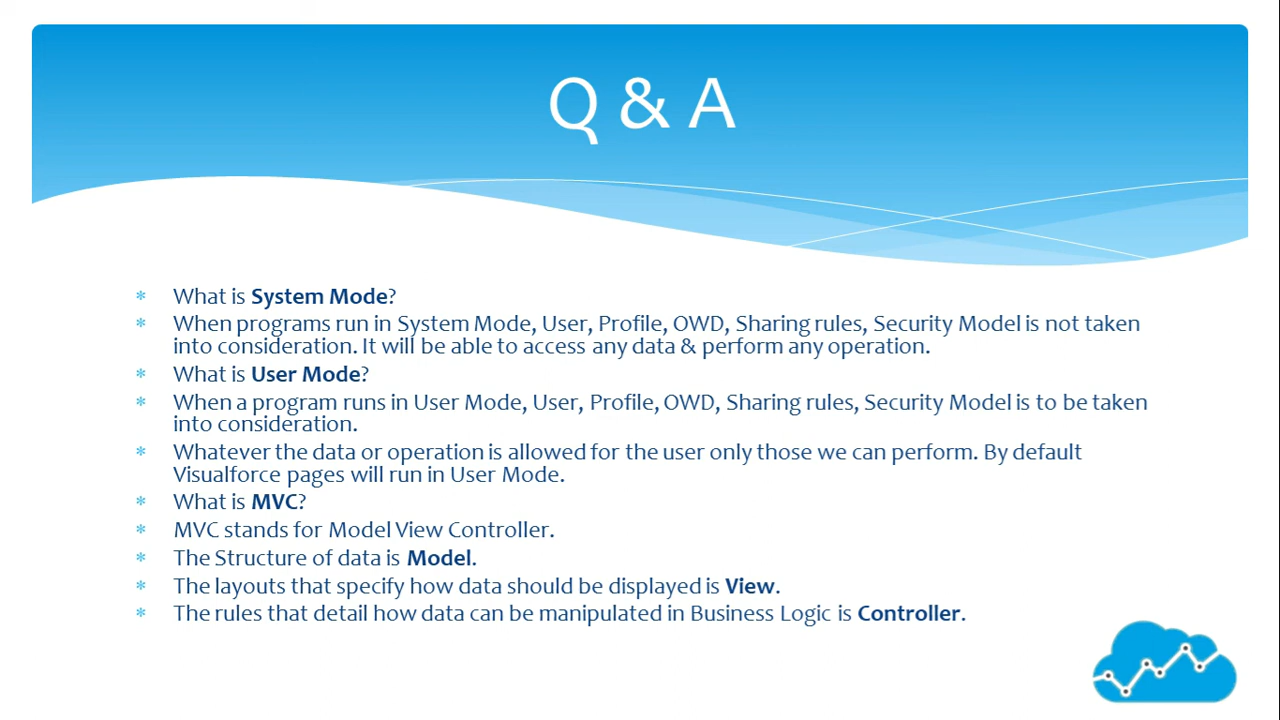 Q & A
* What is System Mode?
* When programs run in System Mode, User, Profile, OWD, Sharing rules, Security Model is not taken
into consideration. It will be able to access any data & perform any operation.
* What is User Mode?
* When a program runs in User Mode, User, Profile, OWD, Sharing rules, Security Model is to be taken
into consideration.
* Whatever the data or operation is allowed for the user only those we can perform. By default
Visualforce pages will run in User Mode.
* What is MVC?
* MVC stands for Model View Controller.
* The Structure of data is Model.
* The layouts that specify how data should be displayed is View.
* The rules that detail how data can be manipulated in Business Logic is Controller.